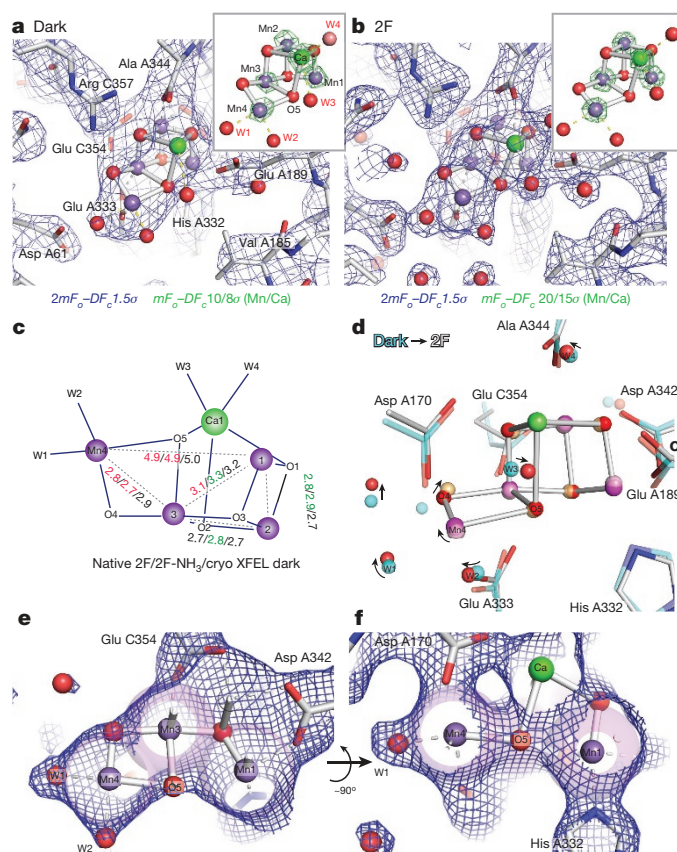 a Dark
Mn2
W4
Ca
Mn3
Mn1
Mn4
O5
W3
W1
W2
Ala A344
Arg C357
Glu C354
Glu A189
Glu A333
His A332
Asp A61
Val A185
2mFo–DFc1.5σ mFo–DFc10/8σ (Mn/Ca)
b 2F
2mFo–DFc1.5σ mFo–DFc 20/15σ (Mn/Ca)
c
W3 W4
W2
Ca1
W1 Mn4 O5
4.9/4.9/5.0
1
O1
2.8/2.7/2.9
3.1/3.3/3.2
2.8/2.9/2.7
O4 3 O3 2
O2
2.7/2.8/2.7
Native 2F/2F-NH3/cryo XFEL dark
d Dark → 2F
Ala A344
W4
Asp A170
Glu C354
Asp A342
W3
Glu A189
O4
O5
Mn4
W1
W2
Glu A333
His A332
e
Glu C354
Asp A342
Mn3
W1
Mn4
O5
Mn1
W2
~90°
f
Asp A170
Ca
Mn4
O5
Mn1
W1
His A332